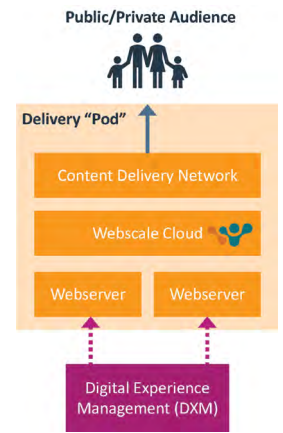 Public/Private Audience
Delivery “Pod”
Content Delivery Network
Webscale Cloud
Webserver
Webserver
Digital Experience
Management (DXM)